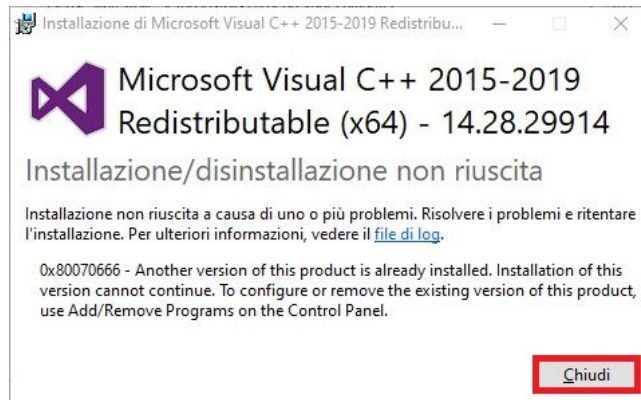 Installazione di Microsoft Visual C++ 2015-2019 Redistribu...
Microsoft Visual C++ 2015-2019
Redistributable (x64) - 14.28.29914
Installazione/disinstallazione non riuscita
Installazione non riuscita a causa di uno o più problemi. Risolvere i problemi e ritentare
l'installazione. Per ulteriori informazioni, vedere il file di log.
0x80070666 - Another version of this product is already installed. Installation of this
version cannot continue. To configure or remove the existing version of this product,
use Add/Remove Programs on the Control Panel.
Chiudi